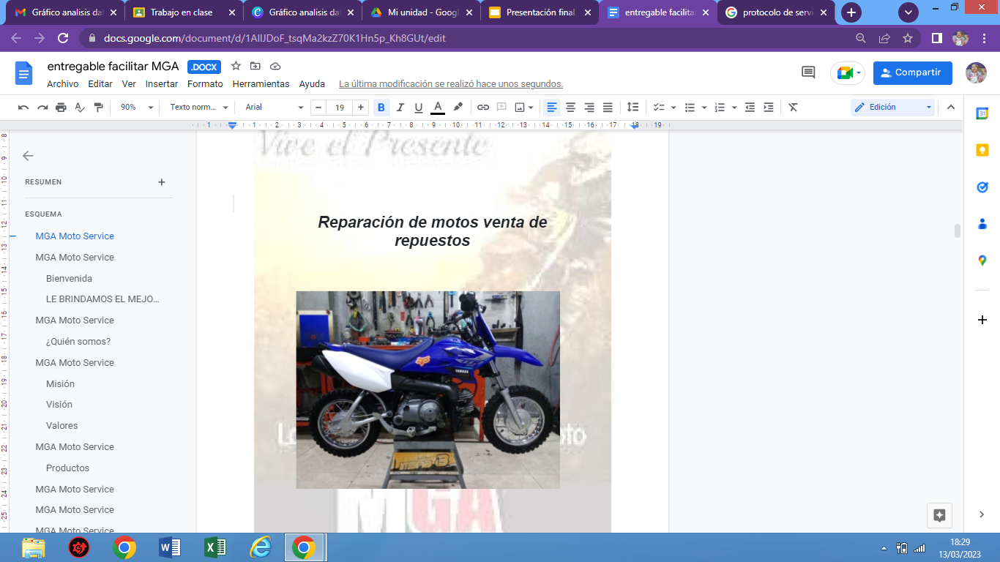 Gráfico analisis da
Trabajo en clase
Gráfico analisis da
Mi unidad - Googl
Presentación final
entregable facilitar
protocolo de servi
docs.google.com/document/d/1AIlJDoF_tsqMa2kzZ70K1Hn5p_Kh8GUt/edit
entregable facilitar MGA .DOCX
Archivo Editar Ver Insertar Formato Herramientas Ayuda La última modificación se realizó hace unos segundos.
Compartir
90% Texto norm... Arial 19 Edición
RESUMEN
ESQUEMA
MGA Moto Service
MGA Moto Service
Bienvenida
LE BRINDAMOS EL MEJO...
MGA Moto Service
¿Quién somos?
MGA Moto Service
Misión
Visión
Valores
MGA Moto Service
Productos
MGA Moto Service
MGA Moto Service
MGA Moto Service
Vive el Presente
Reparación de motos venta de
repuestos
YAMAHA
MGA
18:29
13/03/2023